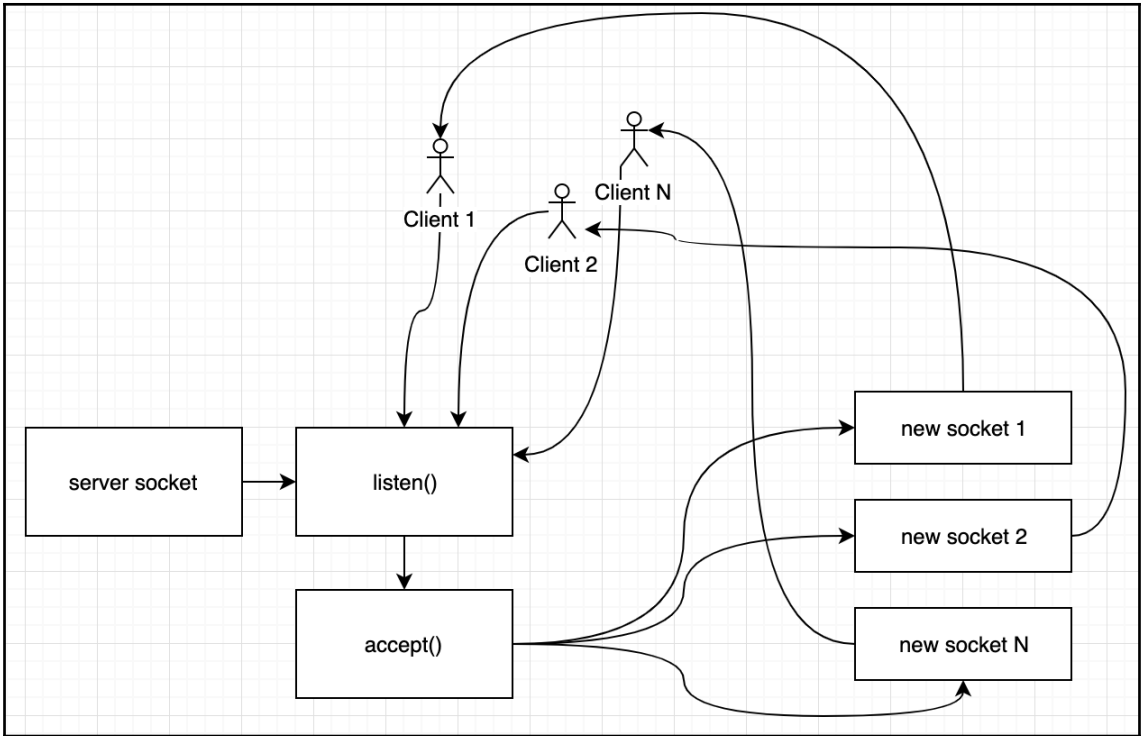 Client N
Client 1
Client 2
new socket 1
server socket
listen()
new socket 2
accept()
new socket N